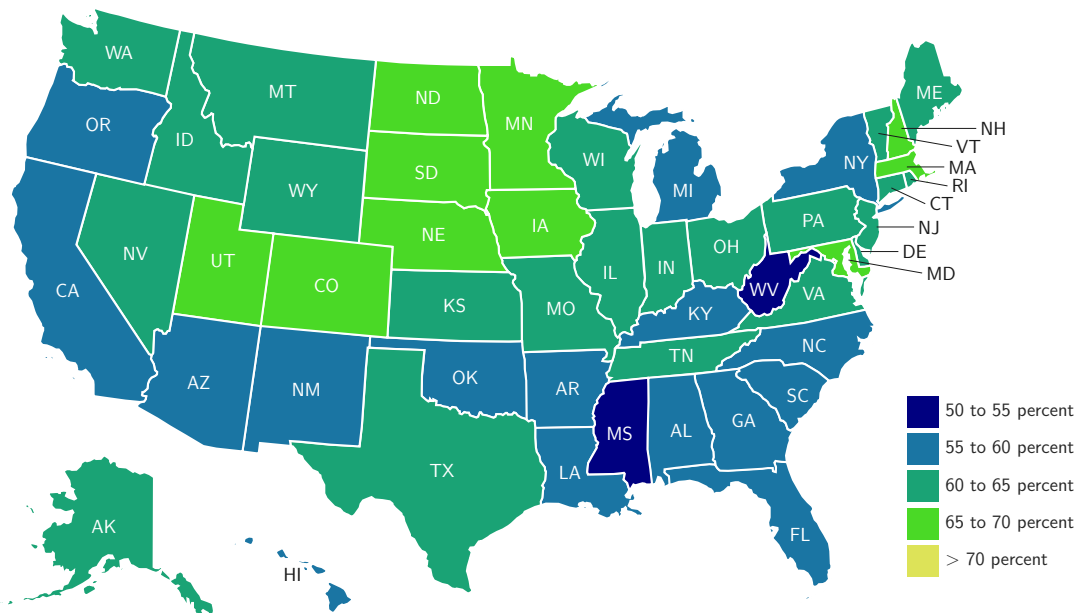 WA
MT
ND
MN
ME
OR
ID
WI
NY
NH
VT
MA
SD
WY
MI
RI
CT
NE
IA
PA
NJ
NV
UT
CO
OH
IL
IN
DE
MD
CA
KS
MO
WV
VA
KY
NC
TN
AZ
NM
OK
AR
SC
MS
AL
GA
TX
LA
AK
HI
FL
50 to 55 percent
55 to 60 percent
60 to 65 percent
65 to 70 percent
> 70 percent